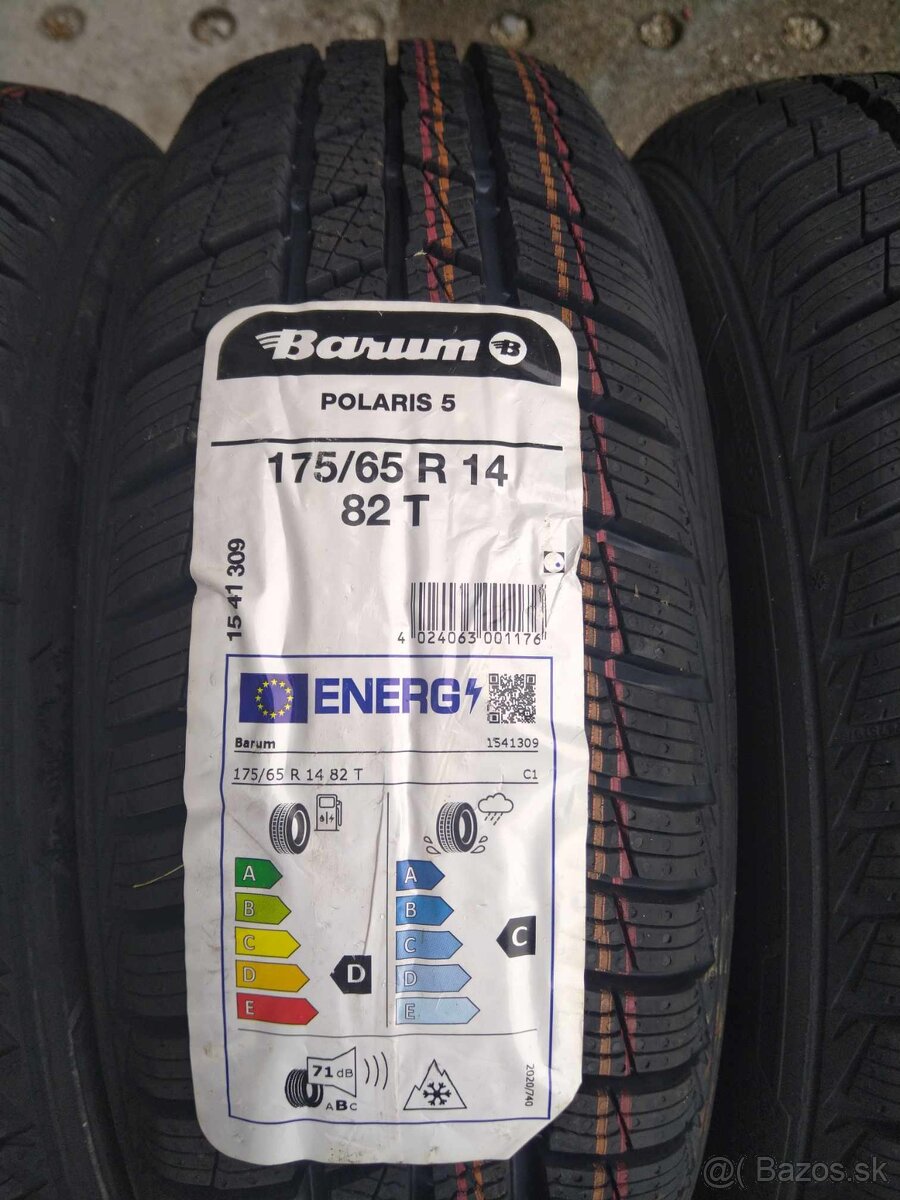 Barum B
POLARIS 5
175/65 R 14
82 T
15 41 309
4 024063 001176
ENERG
Barum 1541309
175/65 R 14 82 T C1
A A
B B
C C C
D D D
E E
71 dB
ABC
2020/740
@( Bazos.sk